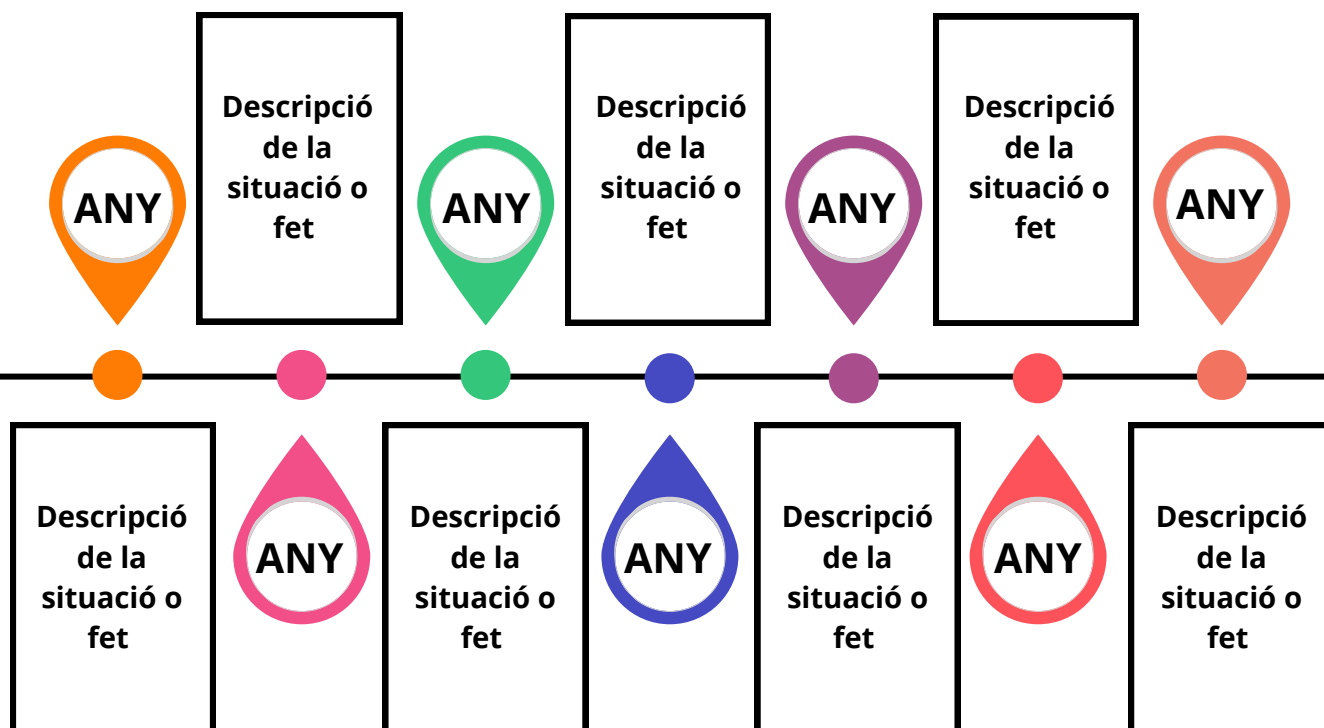 Descripció
de la
situació o
fet
Descripció
de la
situació o
fet
Descripció
de la
situació o
fet
ANY
ANY
ANY
ANY
Descripció
de la
situació o
fet
ANY
Descripció
de la
situació o
fet
ANY
Descripció
de la
situació o
fet
ANY
Descripció
de la
situació o
fet